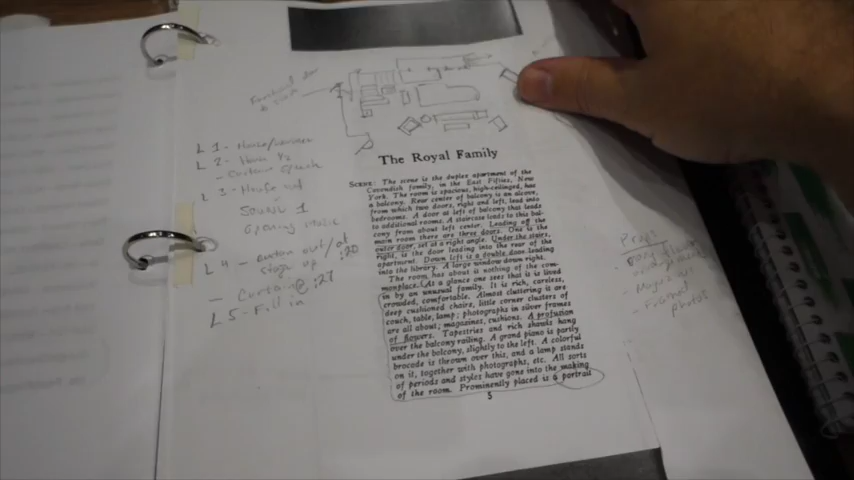 L 1 - House/
L 2 - House 1/2
- Curtain
L 3 - House out
Sound 1
Opening Music
L 4 - Curtain out/at
stage up :20
- Curtain @ :27
L 5 - Fill in
The Royal Family
SCENE: The scene is the duplex apartment of the
Cavendish family, in the East Fifties, New
York. The room is spacious, high-ceilinged, has
a balcony. Rear center of balcony is an alcove,
from which two doors, right and left, lead into
bedrooms. A door at left of balcony that leads
to additional rooms. A staircase leads to this bal-
cony from about left center. Leading off the
main room there are three doors. One is the
outer door, set at a right angle. Under the stairs,
right, is the door leading into the rear of the
apartment. Down left is a double door leading
into the library. A large window down right.
The room has about it nothing of the com-
monplace. At a glance one sees that it is lived
in by an unusual family. It is rich, careless,
crowded, comfortable. Almost cluttering it are
deep cushioned chairs, little corner clusters of
couch, table, lamp; photographs in silver frames
are all about; magazines, cushions. A profusion
of flowers. Tapestries and rich shawls hang
over the balcony railing. A grand piano is partly
under the balcony, slightly to the left. A colorful
brocade is thrown over this, and a lamp stands
on it, together with photographs, etc. All sorts
of periods and styles have gone into the making
of the room. Prominently placed is a portrait
5
Props
- Magazines
- Framed
photos